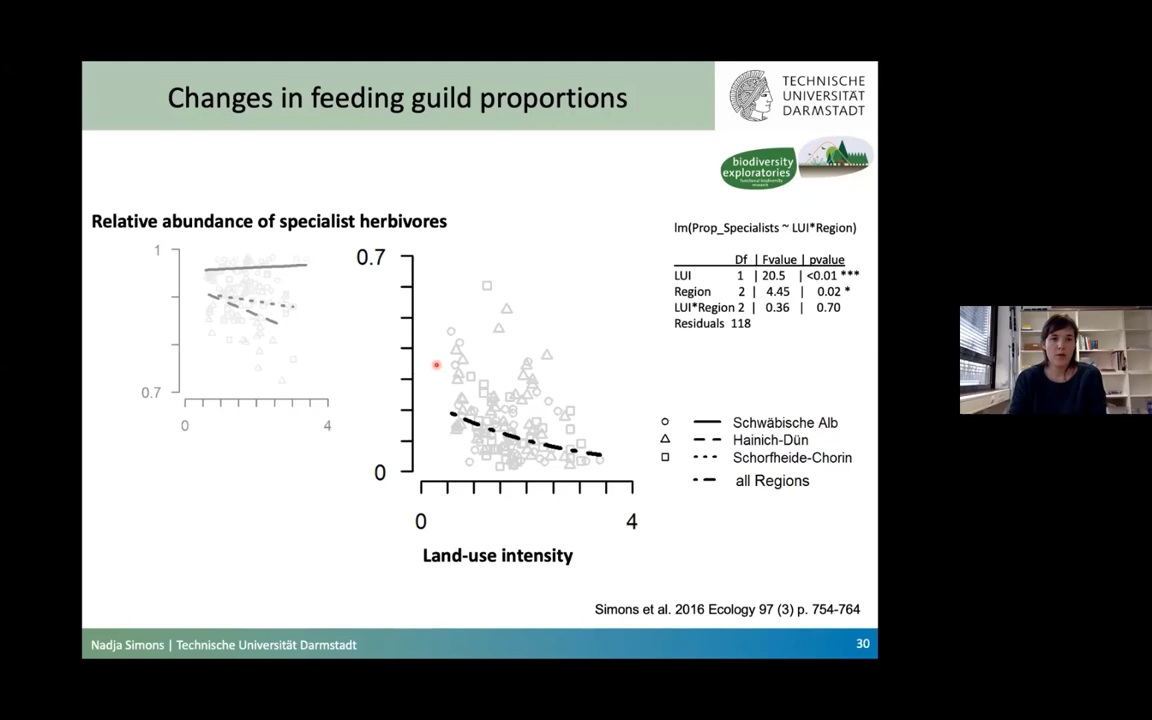 Changes in feeding guild proportions
TECHNISCHE
UNIVERSITÄT
DARMSTADT
biodiversity
exploratories
Relative abundance of specialist herbivores
lm(Prop_Specialists ~ LUI*Region)
Df | Fvalue | pvalue
LUI 1 | 20.5 | <0.01 ***
Region 2 | 4.45 | 0.02 *
LUI*Region 2 | 0.36 | 0.70
Residuals 118
1
0.7
0 4
0.7
0
0 4
Land-use intensity
Schwäbische Alb
Hainich-Dün
Schorfheide-Chorin
all Regions
Simons et al. 2016 Ecology 97 (3) p. 754-764
Nadja Simons | Technische Universität Darmstadt 30